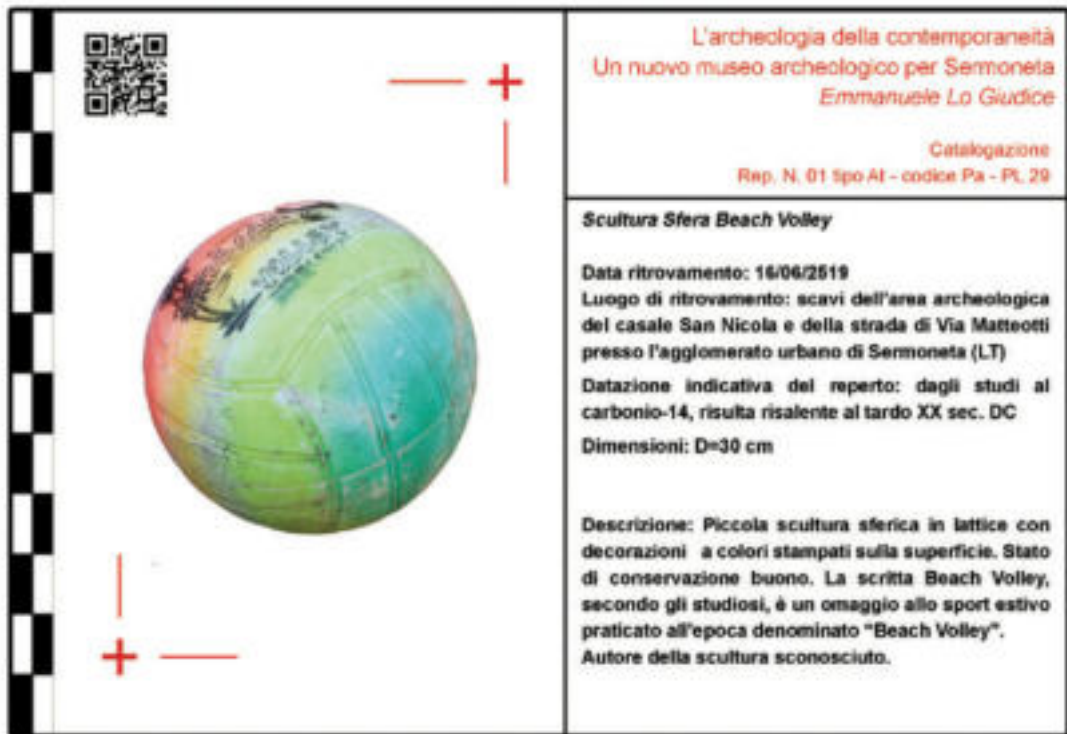 L'archeologia della contemporaneità
Un nuovo museo archeologico per Sermoneta
Emmanuele Lo Giudice
Catalogazione
Rep. N. 01 tipo At - codice Pa - PL 29
Scultura Sfera Beach Volley
Data ritrovamento: 16/06/2519
Luogo di ritrovamento: scavi dell'area archeologica
del casale San Nicola e della strada di Via Matteotti
presso l'agglomerato urbano di Sermoneta (LT)
Datazione indicativa del reperto: dagli studi al
carbonio-14, risulta risalente al tardo XX sec. DC
Dimensioni: D=30 cm
Descrizione: Piccola scultura sferica in lattice con
decorazioni a colori stampati sulla superficie. Stato
di conservazione buono. La scritta Beach Volley,
secondo gli studiosi, è un omaggio allo sport estivo
praticato all'epoca denominato "Beach Volley".
Autore della scultura sconosciuto.